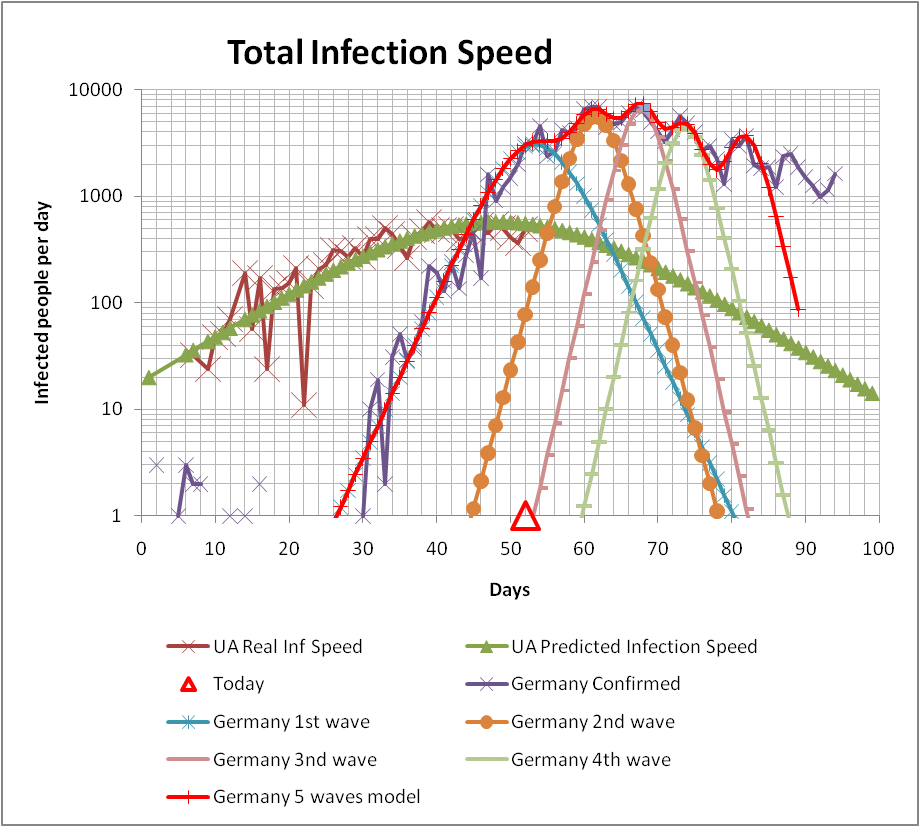 Total Infection Speed
Infected people per day
10000
1000
100
10
1
0 10 20 30 40 50 60 70 80 90 100
Days
UA Real Inf Speed
UA Predicted Infection Speed
Today
Germany Confirmed
Germany 1st wave
Germany 2nd wave
Germany 3nd wave
Germany 4th wave
Germany 5 waves model